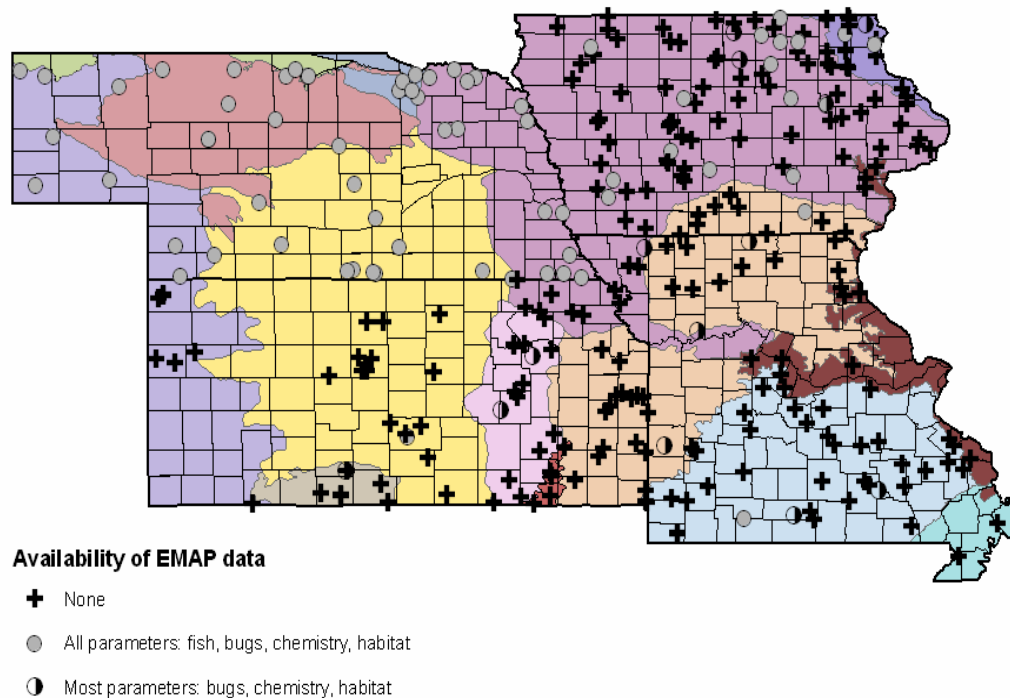 Availability of EMAP data
None
All parameters: fish, bugs, chemistry, habitat
Most parameters: bugs, chemistry, habitat